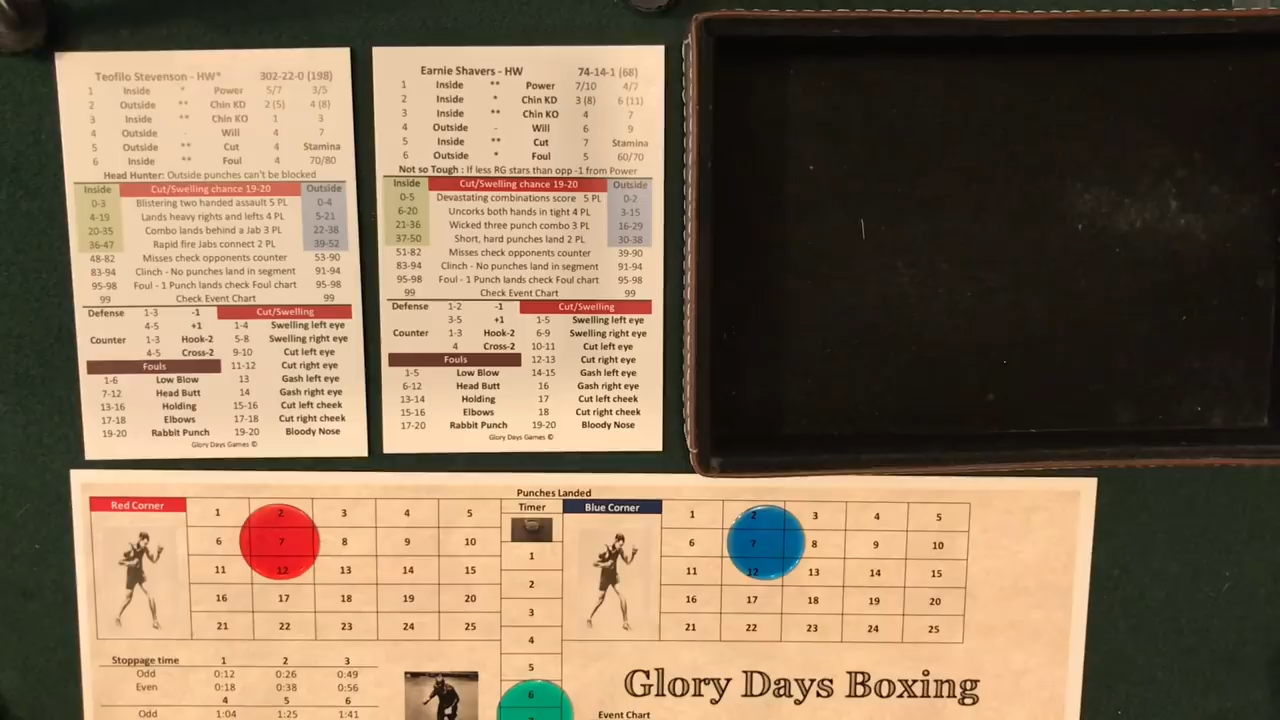 Teofilo Stevenson - HW* 302-22-0 (198)
1 Inside * Power 5/7 3/5
2 Outside ** Chin KD 2 (5) 4 (8)
3 Inside ** Chin KO 1 3
4 Outside - Will 4 7
5 Outside ** Cut 4 Stamina
6 Inside ** Foul 4 70/80
Head Hunter: Outside punches can't be blocked
Inside Cut/Swelling chance 19-20 Outside
0-3 Blistering two handed assault 5 PL 0-4
4-19 Lands heavy rights and lefts 4 PL 5-21
20-35 Combo lands behind a Jab 3 PL 22-38
36-47 Rapid fire Jabs connect 2 PL 39-52
48-82 Misses check opponents counter 53-90
83-94 Clinch - No punches land in segment 91-94
95-98 Foul - 1 Punch lands check Foul chart 95-98
99 Check Event Chart 99
Defense 1-3 -1 Cut/Swelling
4-5 +1 1-4 Swelling left eye
Counter 1-3 Hook-2 5-8 Swelling right eye
4-5 Cross-2 9-10 Cut left eye
Fouls 11-12 Cut right eye
1-6 Low Blow 13 Gash left eye
7-12 Head Butt 14 Gash right eye
13-16 Holding 15-16 Cut left cheek
17-18 Elbows 17-18 Cut right cheek
19-20 Rabbit Punch 19-20 Bloody Nose
Glory Days Games ©
Earnie Shavers - HW 74-14-1 (68)
1 Inside ** Power 7/10 4/7
2 Inside * Chin KD 3 (8) 6 (11)
3 Inside ** Chin KO 4 7
4 Outside - Will 6 9
5 Inside ** Cut 7 Stamina
6 Outside * Foul 5 60/70
Not so Tough : If less RG stars than opp -1 from Power
Inside Cut/Swelling chance 19-20 Outside
0-5 Devastating combinations score 5 PL 0-2
6-20 Uncorks both hands in tight 4 PL 3-15
21-36 Wicked three punch combo 3 PL 16-29
37-50 Short, hard punches land 2 PL 30-38
51-82 Misses check opponents counter 39-90
83-94 Clinch - No punches land in segment 91-94
95-98 Foul - 1 Punch lands check Foul chart 95-98
99 Check Event Chart 99
Defense 1-2 -1 Cut/Swelling
3-5 +1 1-5 Swelling left eye
Counter 1-3 Hook-2 6-9 Swelling right eye
4 Cross-2 10-11 Cut left eye
Fouls 12-13 Cut right eye
1-5 Low Blow 14-15 Gash left eye
6-12 Head Butt 16 Gash right eye
13-14 Holding 17 Cut left cheek
15-16 Elbows 18 Cut right cheek
17-20 Rabbit Punch 19-20 Bloody Nose
Glory Days Games ©
Punches Landed
Red Corner 1 2 3 4 5 Timer Blue Corner 1 2 3 4 5
6 7 8 9 10 6 7 8 9 10
11 12 13 14 15 1 11 12 13 14 15
16 17 18 19 20 2 16 17 18 19 20
21 22 23 24 25 3 21 22 23 24 25
4
5
6
Stoppage time 1 2 3
Odd 0:12 0:26 0:49
Even 0:18 0:38 0:56
4 5 6
Odd 1:04 1:25 1:41
Glory Days Boxing
Event Chart